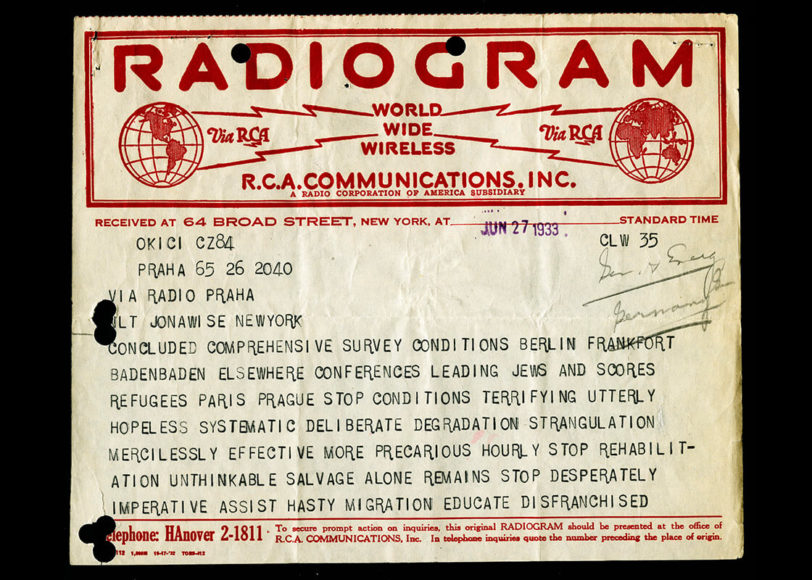 RADIOGRAM
WORLD
WIDE
WIRELESS
Via RCA
Via RCA
R.C.A. COMMUNICATIONS, INC.
A RADIO CORPORATION OF AMERICA SUBSIDIARY
RECEIVED AT 64 BROAD STREET, NEW YORK, AT STANDARD TIME
JUN 27 1933
OKICI CZ84 CLW 35
PRAHA 65 26 2040
VIA RADIO PRAHA
Germany
JONAWISE NEWYORK
CONCLUDED COMPREHENSIVE SURVEY CONDITIONS BERLIN FRANKFORT
BADENBADEN ELSEWHERE CONFERENCES LEADING JEWS AND SCORES
REFUGEES PARIS PRAGUE STOP CONDITIONS TERRIFYING UTTERLY
HOPELESS SYSTEMATIC DELIBERATE DEGRADATION STRANGULATION
MERCILESSLY EFFECTIVE MORE PRECARIOUS HOURLY STOP REHABILIT-
ATION UNTHINKABLE SALVAGE ALONE REMAINS STOP DESPERATELY
IMPERATIVE ASSIST HASTY MIGRATION EDUCATE DISFRANCHISED
Telephone: HAnover 2-1811. To secure prompt action on inquiries, this original RADIOGRAM should be presented at the office of
R.C.A. COMMUNICATIONS, Inc. In telephone inquiries quote the number preceding the place of origin.